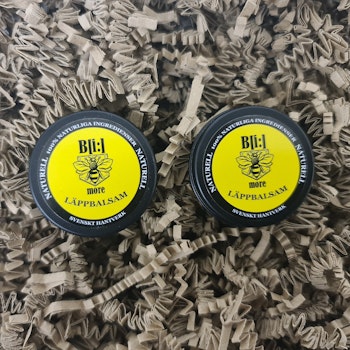 NATURELL 100% NATURLIGA INGREDIENSER NATURELL
B[i:]
more
LÄPPBALSAM
SVENSKT HANTVERK
NATURELL 100% NATURLIGA INGREDIENSER NATURELL
B[i:]
more
LÄPPBALSAM
SVENSKT HANTVERK